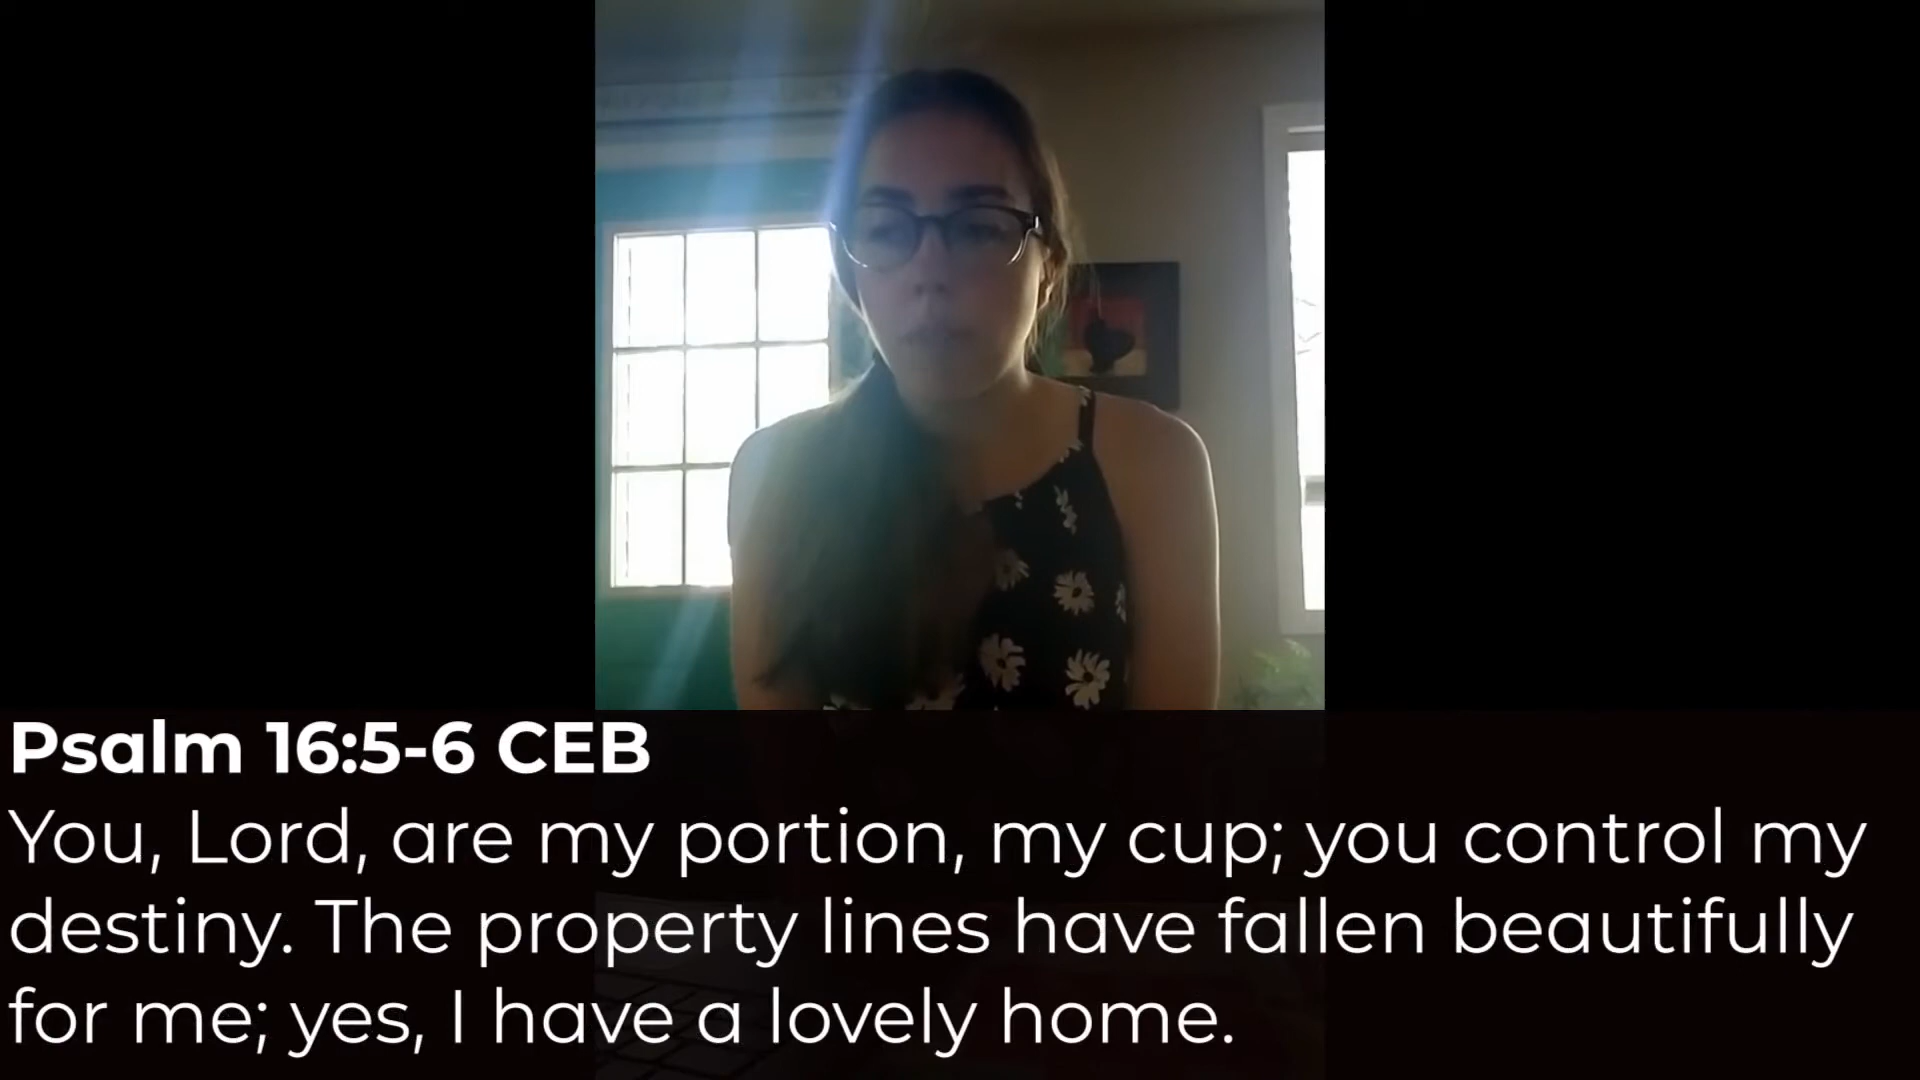 Psalm 16:5-6 CEB
You, Lord, are my portion, my cup; you control my
destiny. The property lines have fallen beautifully
for me; yes, I have a lovely home.